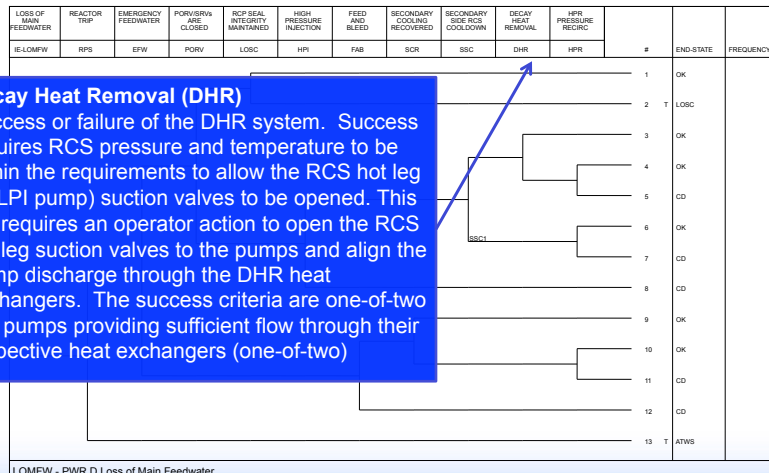 LOSS OF MAIN FEEDWATER
REACTOR TRIP
EMERGENCY FEEDWATER
PORV/SRVs ARE CLOSED
RCP SEAL INTEGRITY MAINTAINED
HIGH PRESSURE INJECTION
FEED AND BLEED
SECONDARY COOLING RECOVERED
SECONDARY SIDE RCS COOLDOWN
DECAY HEAT REMOVAL
HPR PRESSURE RECIRC
IE-LOMFW RPS EFW PORV LOSC HPI FAB SCR SSC DHR HPR # END-STATE FREQUENCY
1 OK
2 T LOSC
3 OK
4 OK
5 CD
6 OK
7 CD
8 CD
9 OK
10 OK
11 CD
12 CD
13 T ATWS
SSC1
cay Heat Removal (DHR)
ccess or failure of the DHR system. Success
uires RCS pressure and temperature to be
hin the requirements to allow the RCS hot leg
LPI pump) suction valves to be opened. This
requires an operator action to open the RCS
leg suction valves to the pumps and align the
mp discharge through the DHR heat
changers. The success criteria are one-of-two
pumps providing sufficient flow through their
pective heat exchangers (one-of-two)
LOMFW - PWR D Loss of Main Feedwater